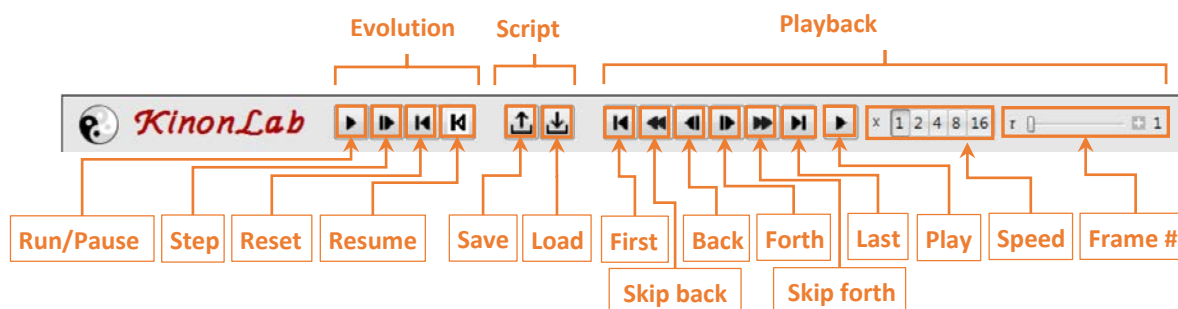 Evolution Script Playback
KinonLab x 1 2 4 8 16 τ 1
Run/Pause Step Reset Resume Save Load First Back Forth Last Play Speed Frame #
Skip back Skip forth